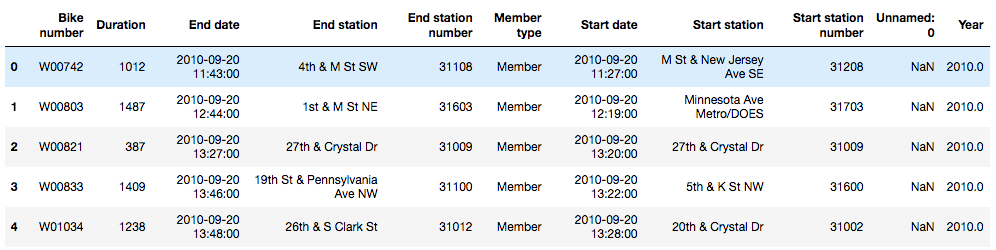 Bike number Duration End date End station End station number Member type Start date Start station Start station number Unnamed: 0 Year
0 W00742 1012 2010-09-20 11:43:00 4th & M St SW 31108 Member 2010-09-20 11:27:00 M St & New Jersey Ave SE 31208 NaN 2010.0
1 W00803 1487 2010-09-20 12:44:00 1st & M St NE 31603 Member 2010-09-20 12:19:00 Minnesota Ave Metro/DOES 31703 NaN 2010.0
2 W00821 387 2010-09-20 13:27:00 27th & Crystal Dr 31009 Member 2010-09-20 13:20:00 27th & Crystal Dr 31009 NaN 2010.0
3 W00833 1409 2010-09-20 13:46:00 19th St & Pennsylvania Ave NW 31100 Member 2010-09-20 13:22:00 5th & K St NW 31600 NaN 2010.0
4 W01034 1238 2010-09-20 13:48:00 26th & S Clark St 31012 Member 2010-09-20 13:28:00 20th & Crystal Dr 31002 NaN 2010.0